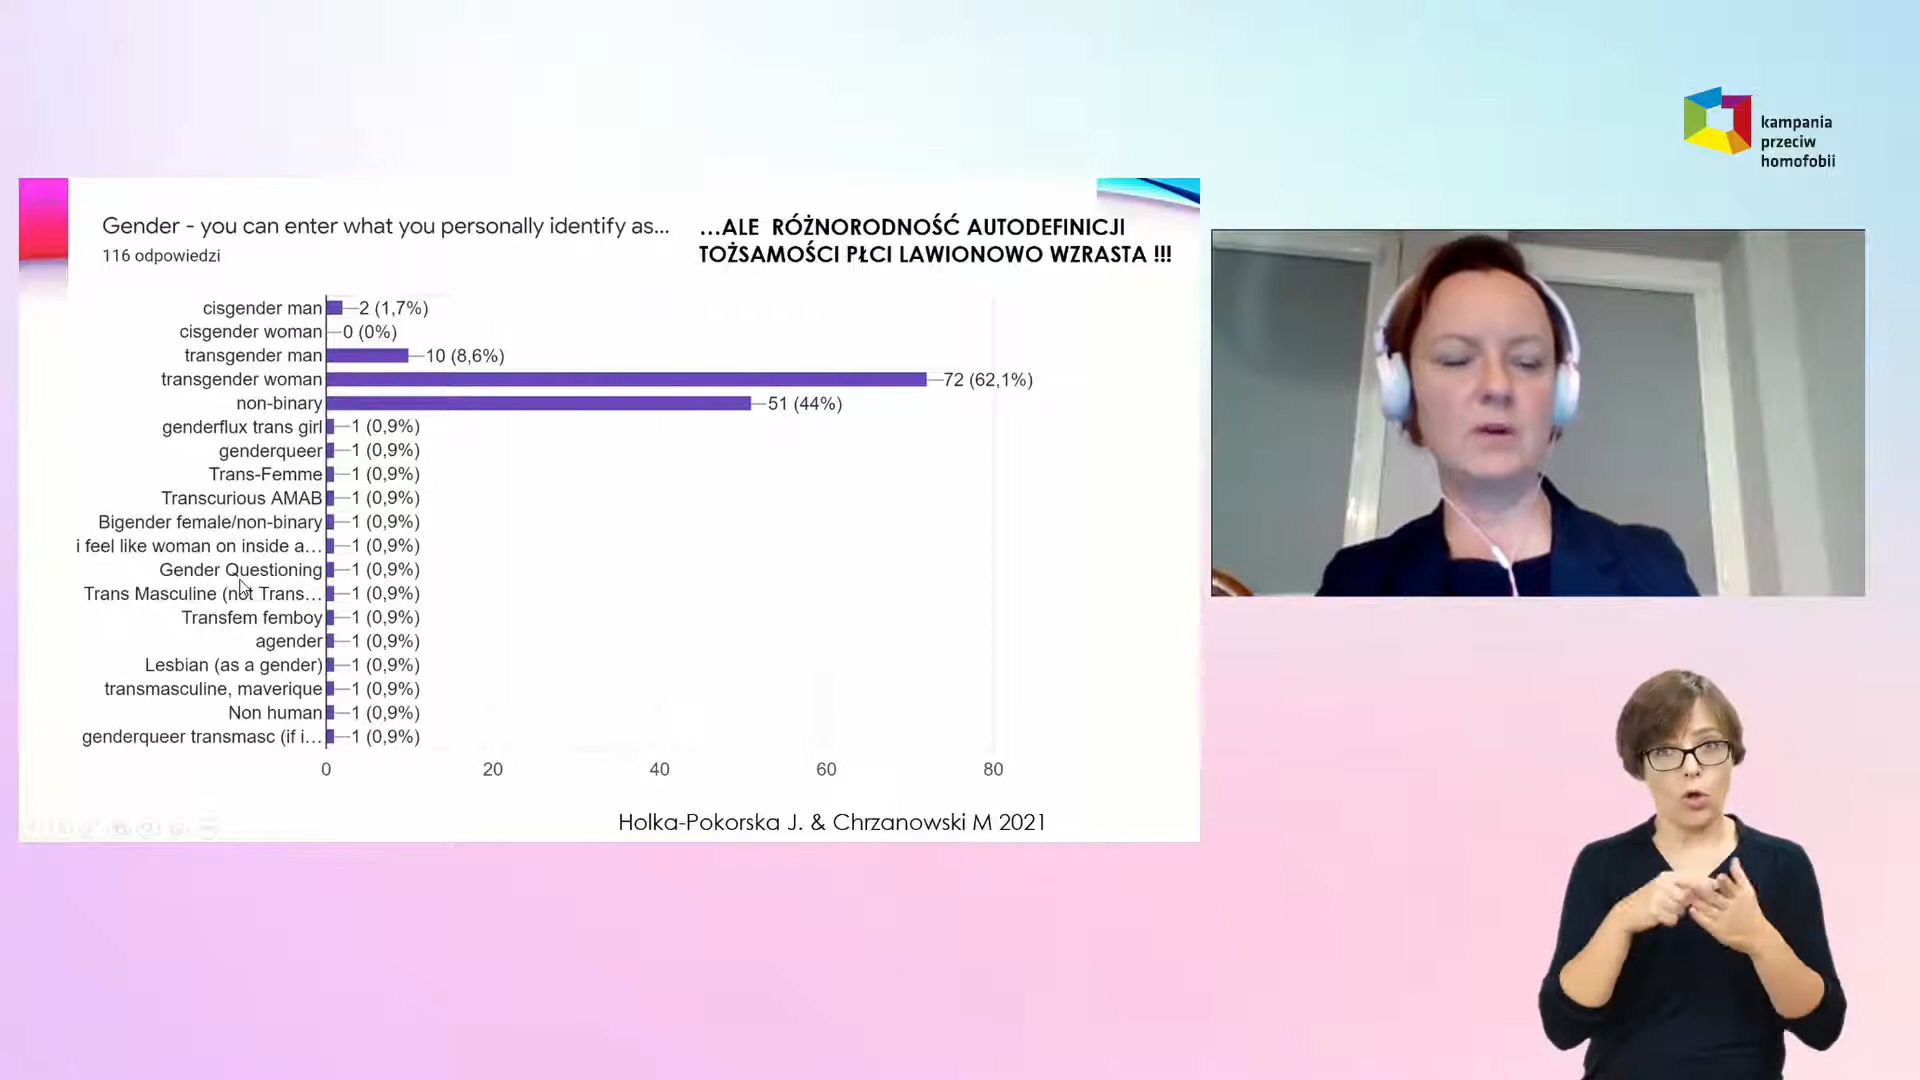 kampania
przeciw
homofobii
Gender - you can enter what you personally identify as...
116 odpowiedzi
...ALE RÓŻNORODNOŚĆ AUTODEFINICJI
TOŻSAMOŚCI PŁCI LAWIONOWO WZRASTA !!!
cisgender man 2 (1,7%)
cisgender woman 0 (0%)
transgender man 10 (8,6%)
transgender woman 72 (62,1%)
non-binary 51 (44%)
genderflux trans girl 1 (0,9%)
genderqueer 1 (0,9%)
Trans-Femme 1 (0,9%)
Transcurious AMAB 1 (0,9%)
Bigender female/non-binary 1 (0,9%)
i feel like woman on inside a... 1 (0,9%)
Gender Questioning 1 (0,9%)
Trans Masculine (not Trans... 1 (0,9%)
Transfem femboy 1 (0,9%)
agender 1 (0,9%)
Lesbian (as a gender) 1 (0,9%)
transmasculine, maverique 1 (0,9%)
Non human 1 (0,9%)
genderqueer transmasc (if i... 1 (0,9%)
0 20 40 60 80
Holka-Pokorska J. & Chrzanowski M 2021